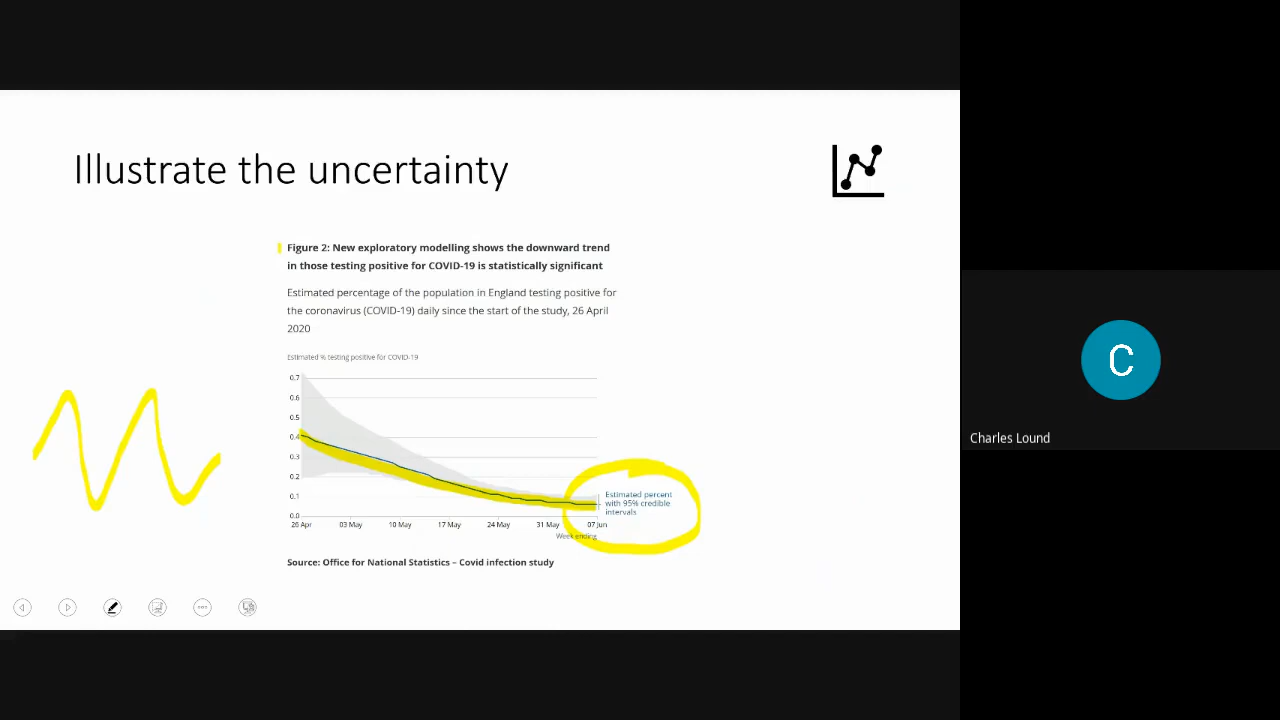 Illustrate the uncertainty
Figure 2: New exploratory modelling shows the downward trend
in those testing positive for COVID-19 is statistically significant
Estimated percentage of the population in England testing positive for
the coronavirus (COVID-19) daily since the start of the study, 26 April
2020
Estimated % testing positive for COVID-19
0.7
0.6
0.5
0.4
0.3
0.2
0.1
0.0
Estimated percent
with 95% credible
intervals
26 Apr 03 May 10 May 17 May 24 May 31 May 07 Jun
Week ending
Source: Office for National Statistics – Covid infection study
C
Charles Lound